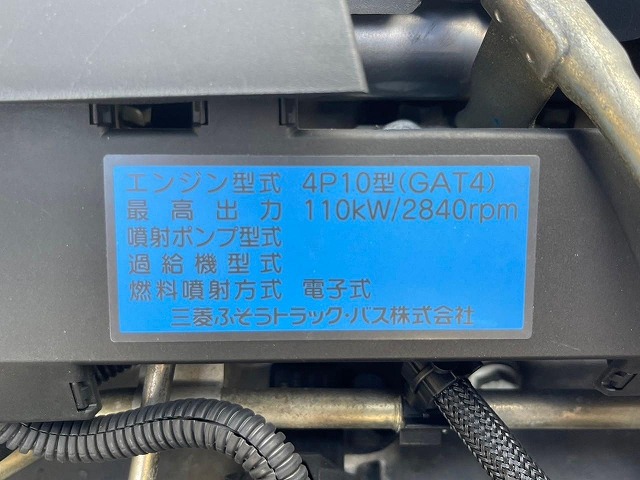 エンジン型式 4P10型(GAT4)
最高出力 110kW/2840rpm
噴射ポンプ型式
過給機型式
燃料噴射方式 電子式
三菱ふそうトラック・バス株式会社